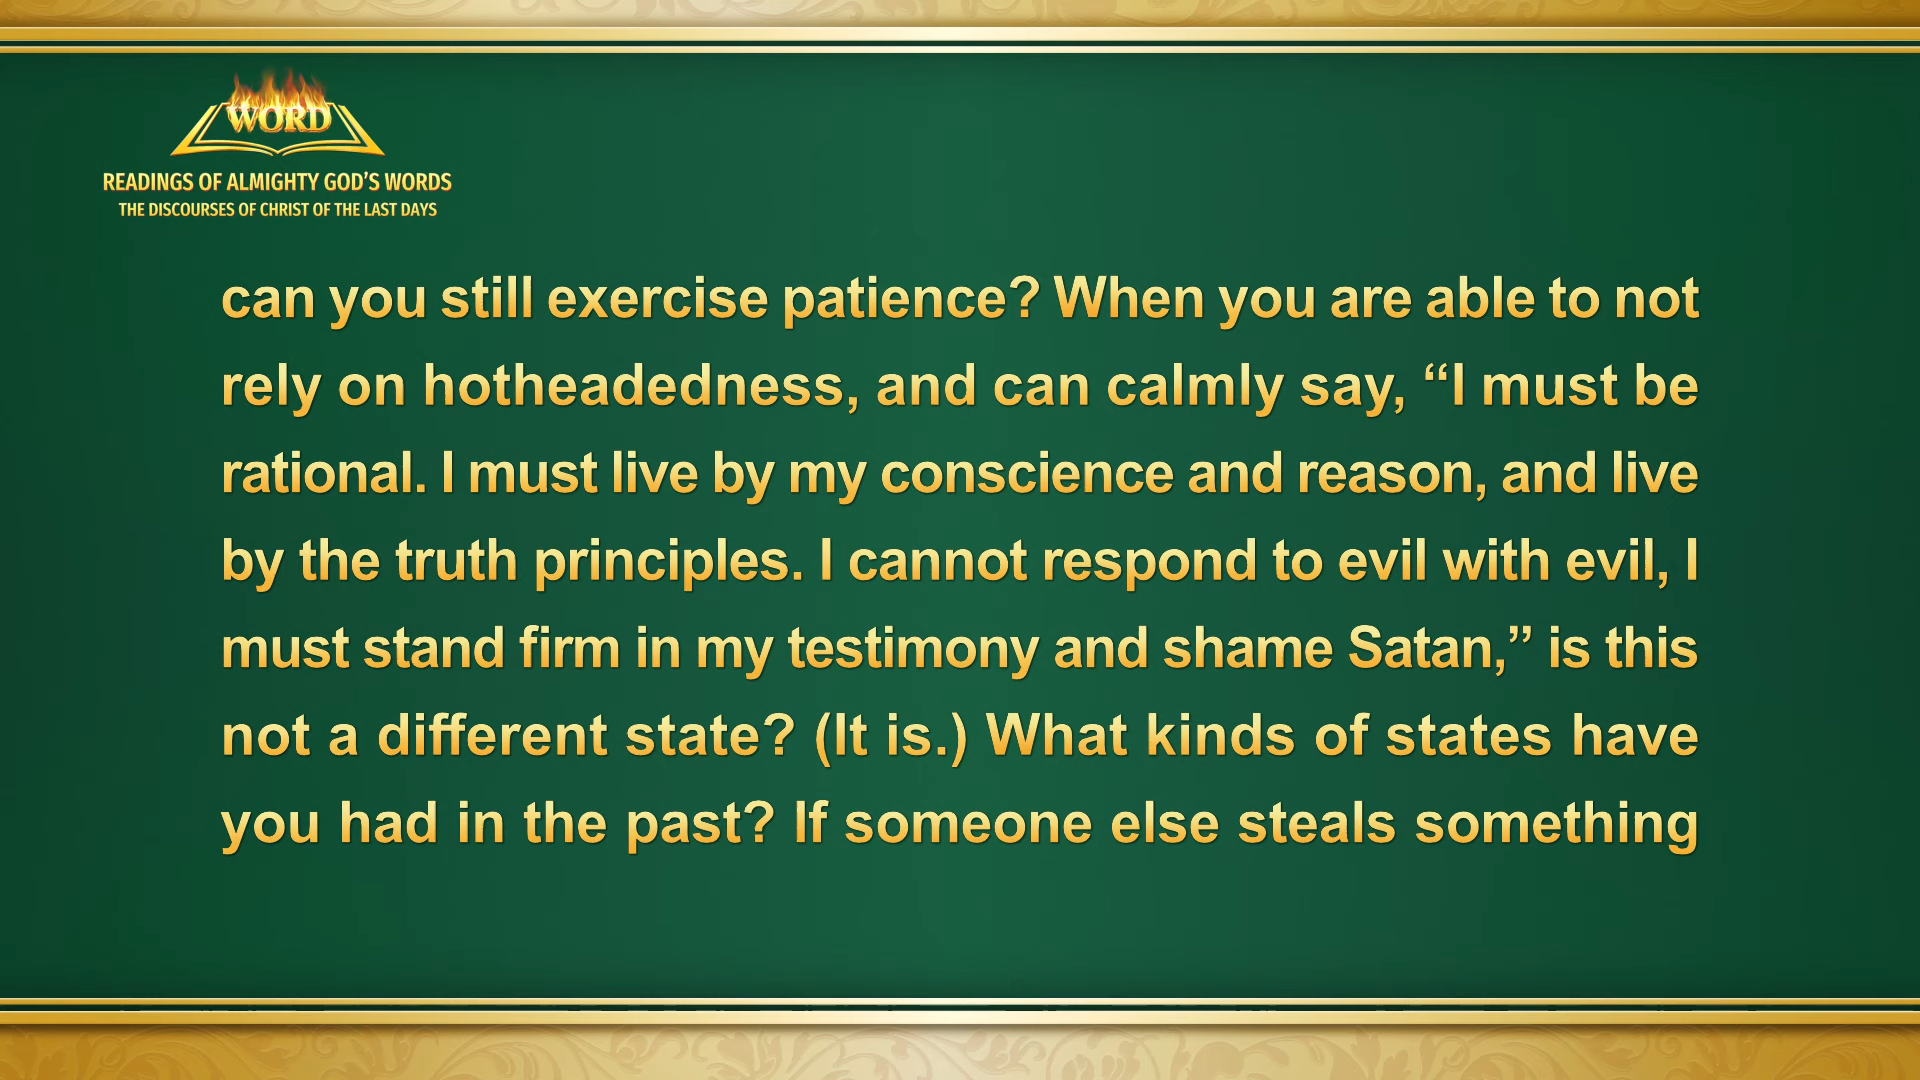 WORD
READINGS OF ALMIGHTY GOD'S WORDS
THE DISCOURSES OF CHRIST OF THE LAST DAYS
can you still exercise patience? When you are able to not
rely on hotheadedness, and can calmly say, “I must be
rational. I must live by my conscience and reason, and live
by the truth principles. I cannot respond to evil with evil, I
must stand firm in my testimony and shame Satan,” is this
not a different state? (It is.) What kinds of states have
you had in the past? If someone else steals something